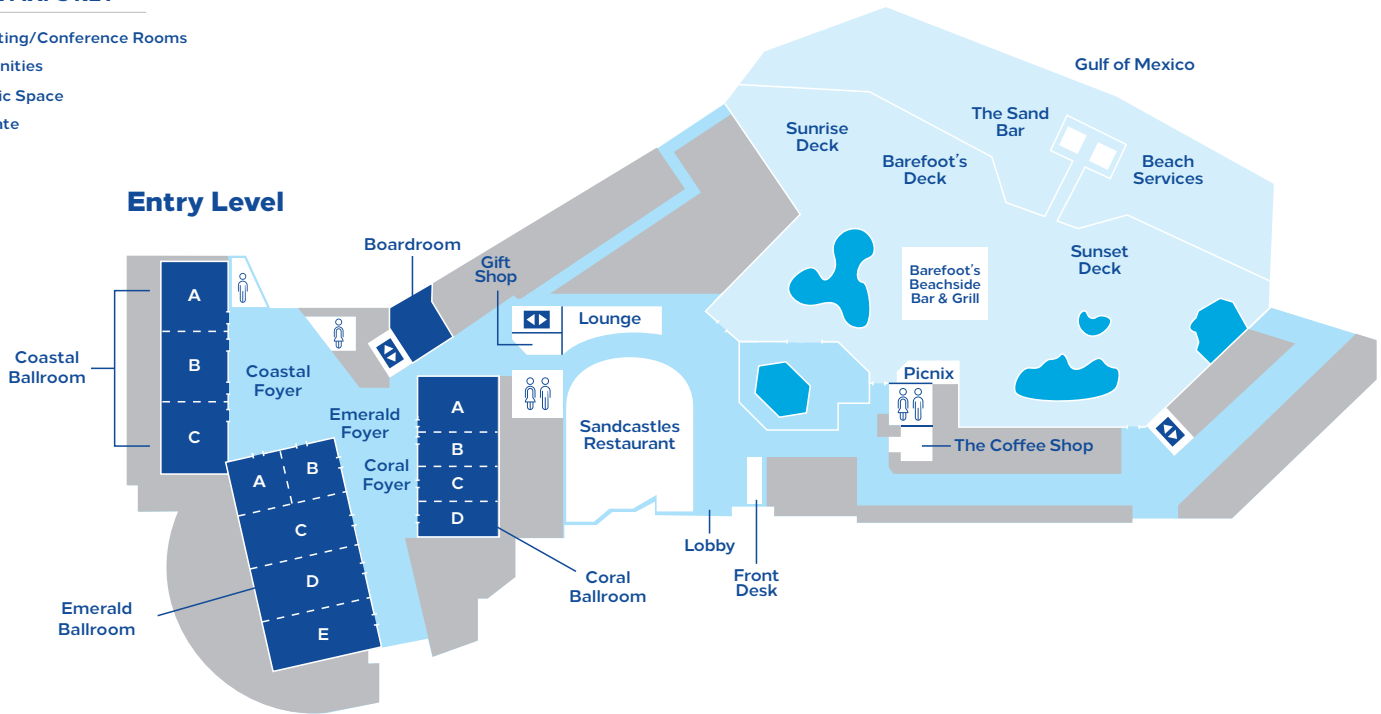 ting/Conference Rooms
nities
ic Space
te
Entry Level
Gulf of Mexico
The Sand
Bar
Beach
Services
Sunrise
Deck
Barefoot's
Deck
Sunset
Deck
Barefoot's
Beachside
Bar & Grill
Boardroom
Gift
Shop
Lounge
Coastal
Ballroom
A
B
C
Coastal
Foyer
Emerald
Foyer
Coral
Foyer
A
B
C
D
Sandcastles
Restaurant
Picnix
The Coffee Shop
A
B
C
D
E
Lobby
Front
Desk
Coral
Ballroom
Emerald
Ballroom